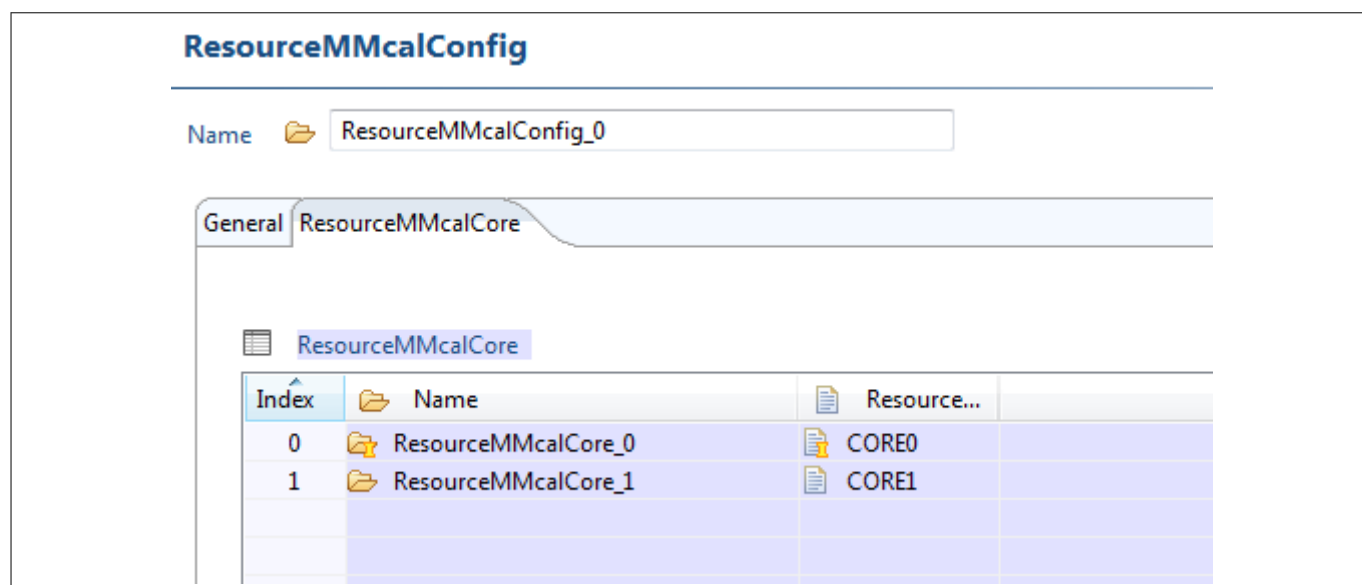 ResourceMMcalConfig
Name ResourceMMcalConfig_0
General ResourceMMcalCore
ResourceMMcalCore
Index Name Resource...
0 ResourceMMcalCore_0 CORE0
1 ResourceMMcalCore_1 CORE1